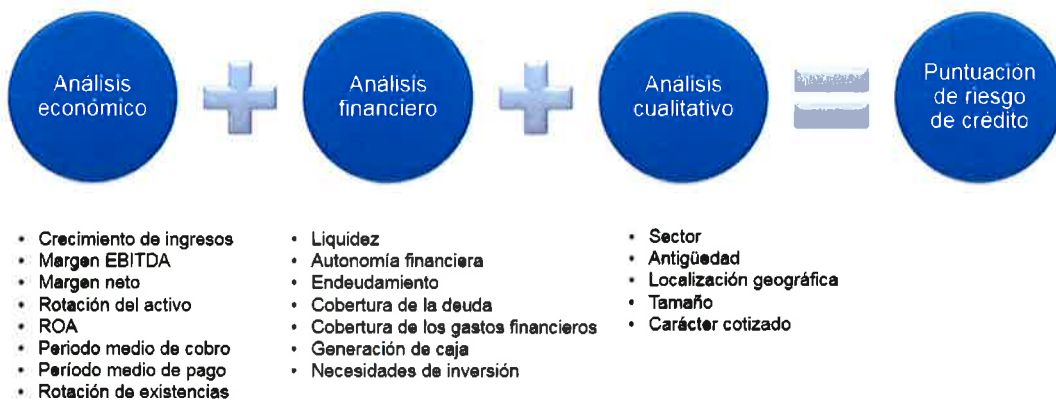 Análisis
económico
Análisis
financiero
Análisis
cualitativo
Puntuación
de riesgo
de crédito
• Crecimiento de ingresos
• Margen EBITDA
• Margen neto
• Rotación del activo
• ROA
• Periodo medio de cobro
• Período medio de pago
• Rotación de existencias
• Liquidez
• Autonomía financiera
• Endeudamiento
• Cobertura de la deuda
• Cobertura de los gastos financieros
• Generación de caja
• Necesidades de inversión
• Sector
• Antigüedad
• Localización geográfica
• Tamaño
• Carácter cotizado